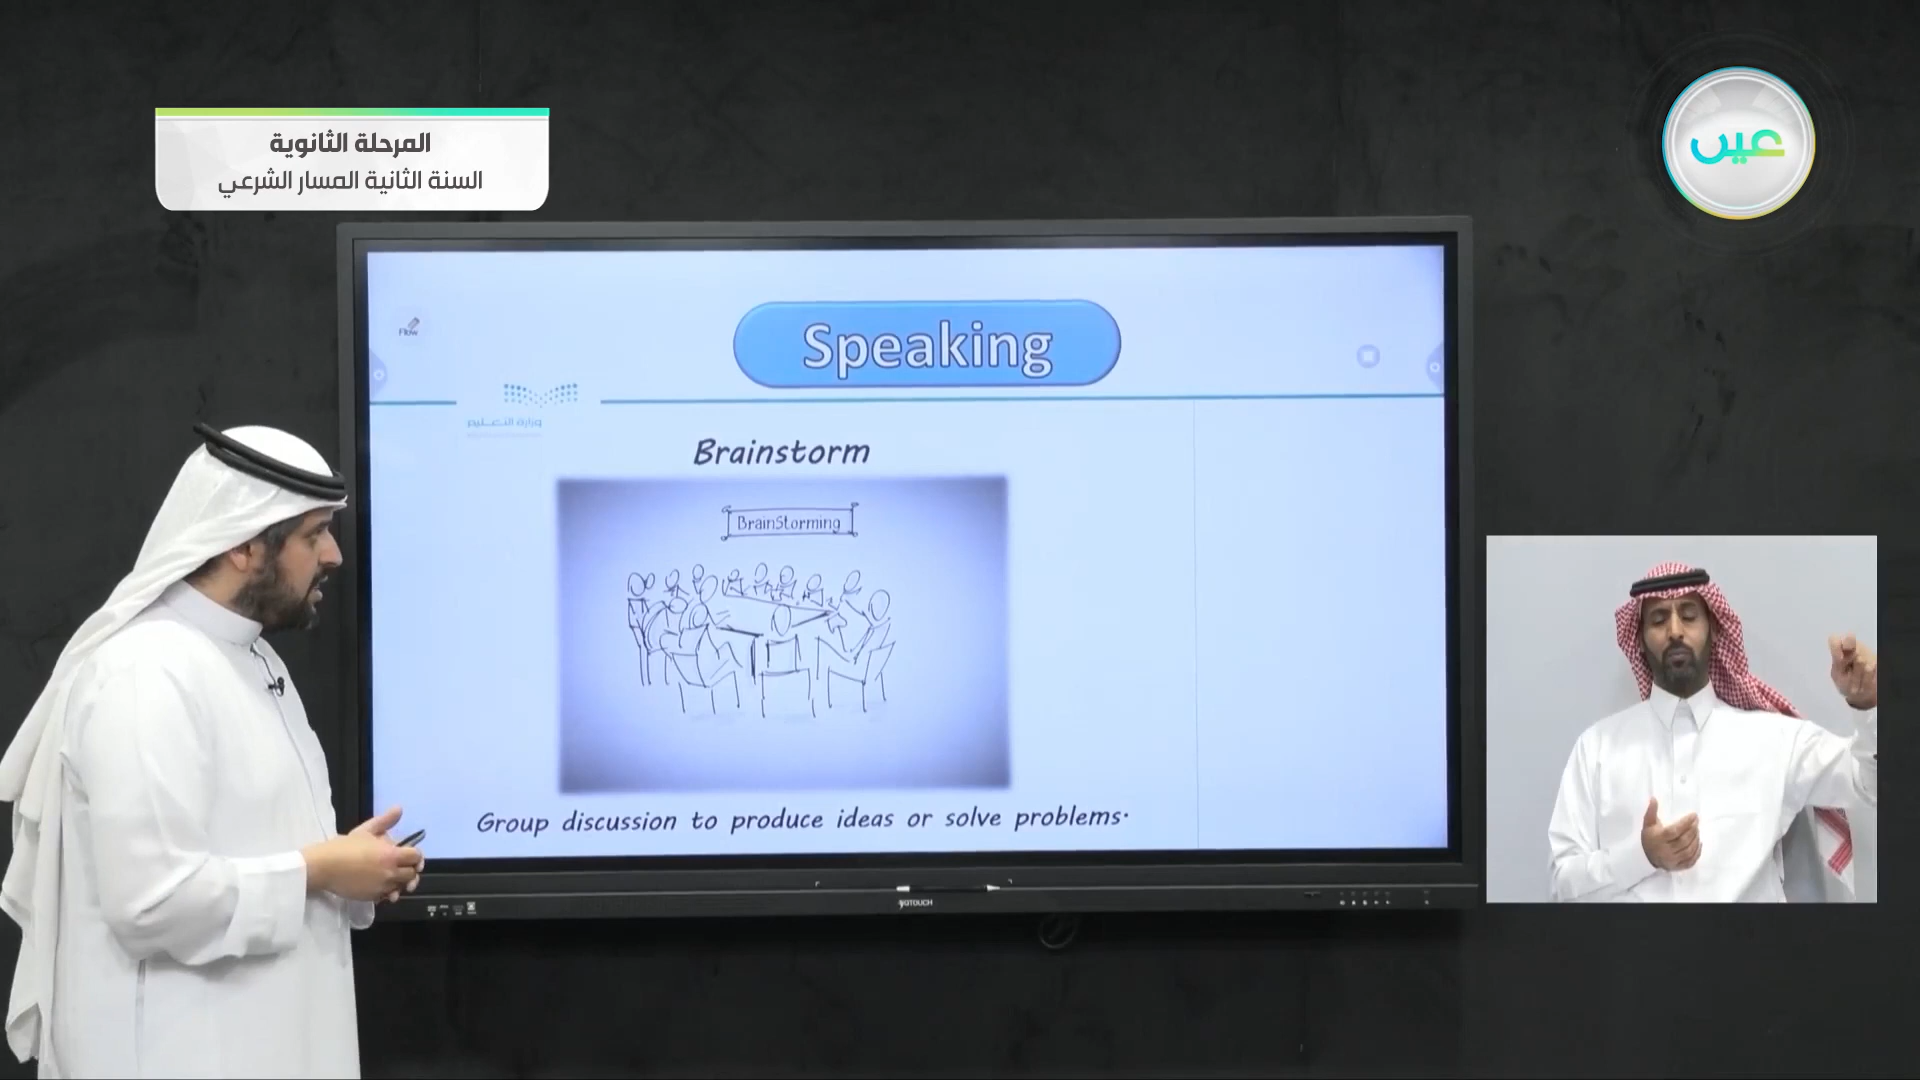 المرحلة الثانوية
السنة الثانية المسار الشرعي
عين
Speaking
Flow
وزارة التعليم
Brainstorm
BrainStorming
Group discussion to produce ideas or solve problems.